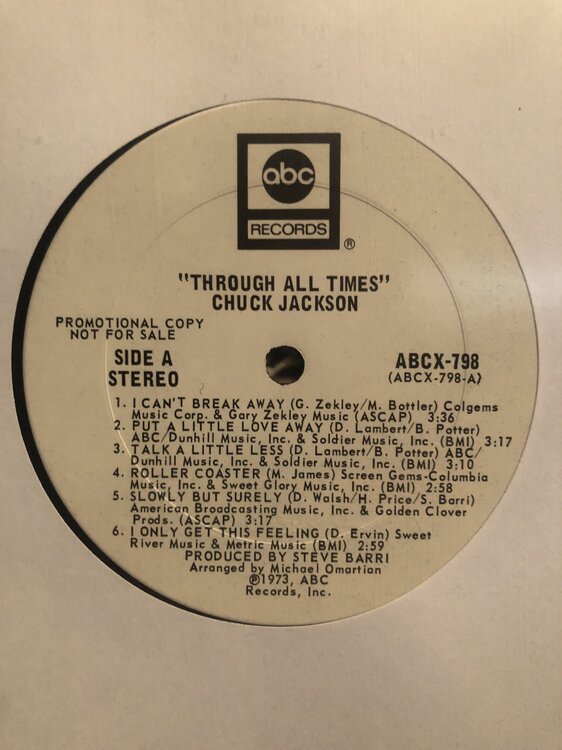 abc
RECORDS
®
"THROUGH ALL TIMES"
CHUCK JACKSON
PROMOTIONAL COPY
NOT FOR SALE
SIDE A
STEREO
ABCX-798
(ABCX-798-A)
1. I CAN'T BREAK AWAY (G. Zekley/M. Bottler) Colgems
Music Corp. & Gary Zekley Music (ASCAP) 3:36
2. PUT A LITTLE LOVE AWAY (D. Lambert/B. Potter)
ABC/Dunhill Music, Inc. & Soldier Music, Inc. (BMI) 3:17
3. TALK A LITTLE LESS (D. Lambert/B. Potter) ABC/
Dunhill Music, Inc. & Soldier Music, Inc. (BMI) 3:10
4. ROLLER COASTER (M. James) Screen Gems-Columbia
Music, Inc. & Sweet Glory Music, Inc. (BMI) 2:58
5. SLOWLY BUT SURELY (D. Walsh/H. Price/S. Barri)
American Broadcasting Music, Inc. & Golden Clover
Prods. (ASCAP) 3:17
6. I ONLY GET THIS FEELING (D. Ervin) Sweet
River Music & Metric Music (BMI) 2:59
PRODUCED BY STEVE BARRI
Arranged by Michael Omartian
℗1973, ABC
Records, Inc.